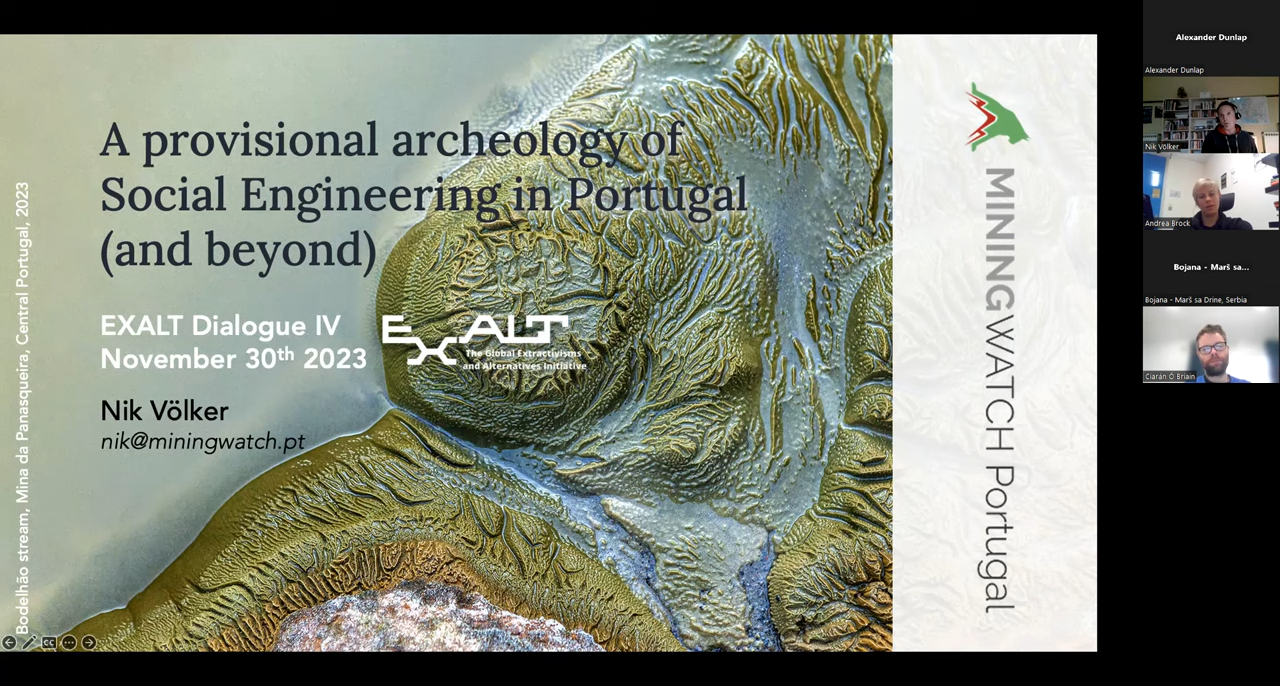 A provisional archeology of
Social Engineering in Portugal
(and beyond)
EXALT Dialogue IV
November 30th 2023
EXALT
The Global Extractivisms
and Alternatives Initiative
Nik Völker
nik@miningwatch.pt
Bodelhão stream, Mina da Panasqueira, Central Portugal, 2023
MININGWATCH Portugal
CC
Alexander Dunlap
Alexander Dunlap
Nik Völker
Andrea Brock
Bojana - Marš sa...
Bojana - Marš sa Drine, Serbia
Ciarán Ó Briain